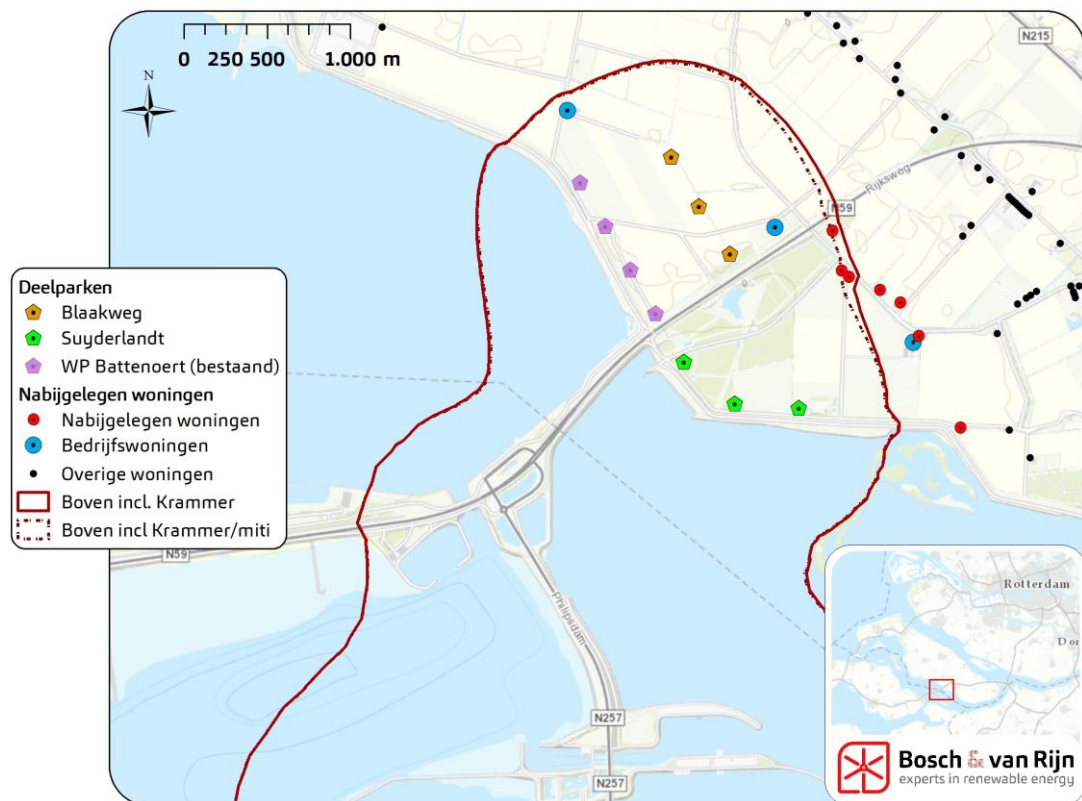 0 250 500 1.000 m
N
N215
Rijksweg
N59
0
0
Deelparken
Blaakweg
Suyderlandt
WP Battenoert (bestaand)
Nabijgelegen woningen
Nabijgelegen woningen
Bedrijfswoningen
Overige woningen
Boven incl. Krammer
Boven incl Krammer/miti
N59
Philipsdam
N257
N257
Rotterdam
Dor
Bosch & van Rijn
experts in renewable energy